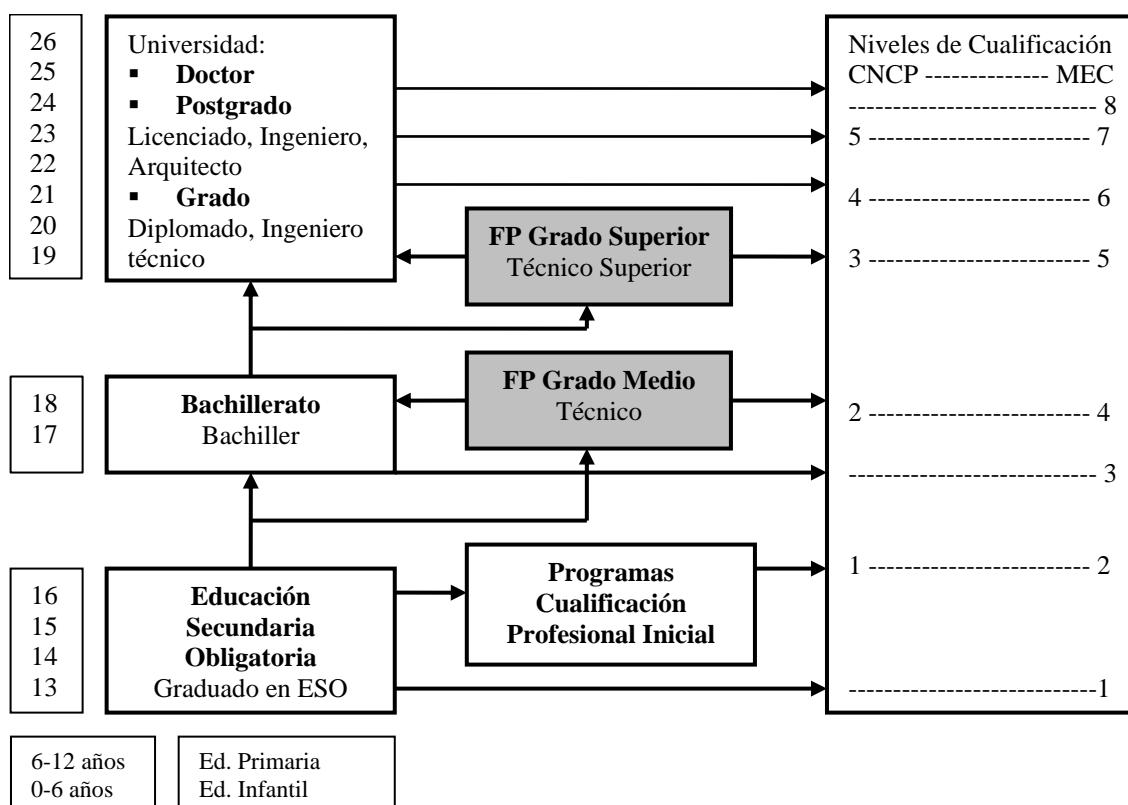 26
25
24
23
22
21
20
19
Universidad:
▪ Doctor
▪ Postgrado
Licenciado, Ingeniero,
Arquitecto
▪ Grado
Diplomado, Ingeniero
técnico
FP Grado Superior
Técnico Superior
Niveles de Cualificación
CNCP --------------- MEC
----------------------------- 8
5 -------------------------- 7
4 -------------------------- 6
3 -------------------------- 5
18
17
Bachillerato
Bachiller
FP Grado Medio
Técnico
2 -------------------------- 4
----------------------------- 3
16
15
14
13
Educación
Secundaria
Obligatoria
Graduado en ESO
Programas
Cualificación
Profesional Inicial
1 -------------------------- 2
-----------------------------1
6-12 años
0-6 años
Ed. Primaria
Ed. Infantil